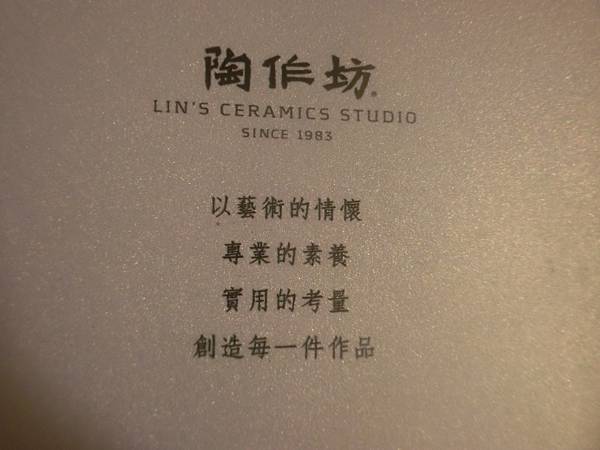 陶作坊®
LIN'S CERAMICS STUDIO
SINCE 1983
以藝術的情懷
專業的素養
實用的考量
創造每一件作品